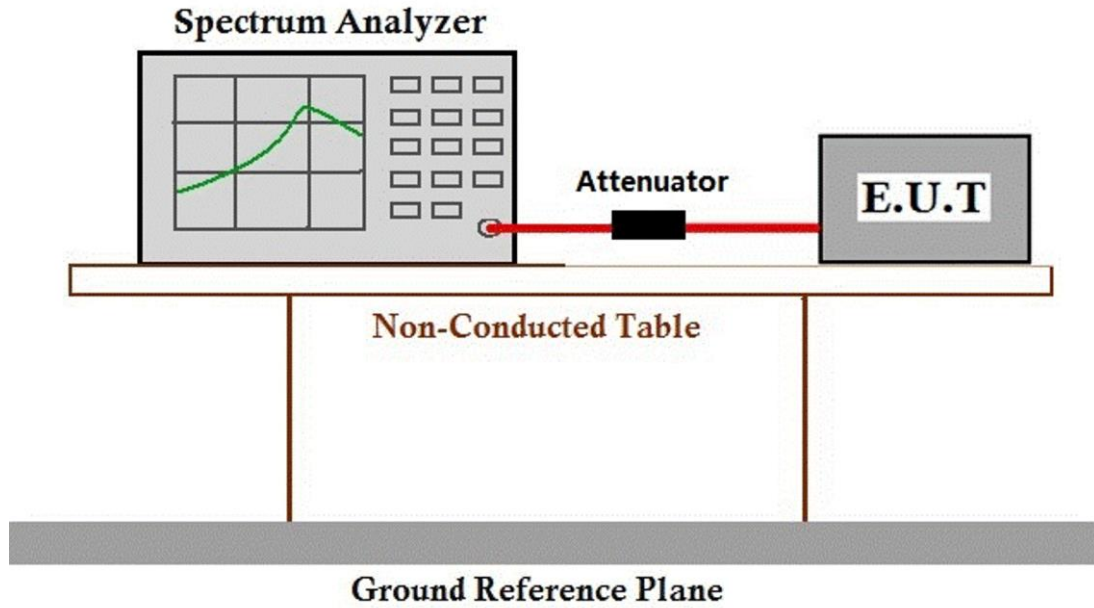 Spectrum Analyzer
Attenuator
E.U.T
Non-Conducted Table
Ground Reference Plane